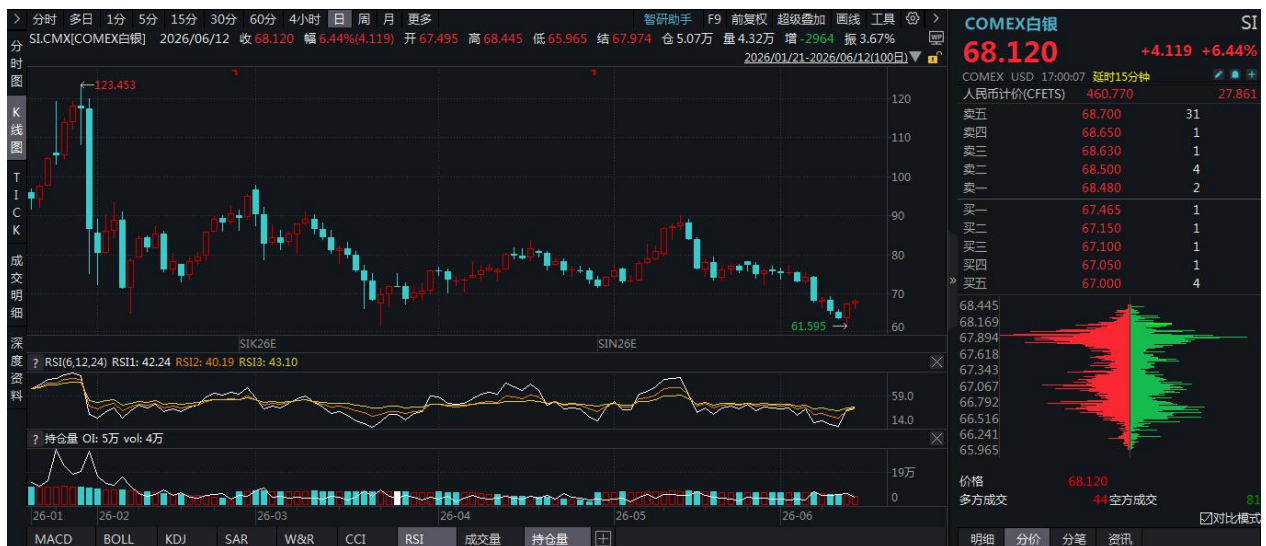 分时 多日 1分 5分 15分 30分 60分 4小时 日 周 月 更多 智研助手 F9 前复权 超级叠加 画线 工具
SI.CMX[COMEX白银] 2026/06/12 收68.120 幅6.44%(4.119) 开67.495 高68.445 低65.965 结67.974 仓5.07万 量4.32万 增-2964 振3.67%
2026/01/21-2026/06/12(100日)
分时图
K线图
TICK
成交明细
深度资料
123.453
120
110
100
90
80
70
60
61.595
SIK26E SIN26E
? RSI(6,12,24) RSI1: 42.24 RSI2: 40.19 RSI3: 43.10
59.0
14.0
? 持仓量 OI: 5万 vol: 4万
19万
0
26-01 26-02 26-03 26-04 26-05 26-06
MACD BOLL KDJ SAR W&R CCI RSI 成交量 持仓量
COMEX白银 SI
68.120 +4.119 +6.44%
COMEX USD 17:00:07 延时15分钟
人民币计价(CFETS) 460.770 27.861
卖五 68.700 31
卖四 68.650 1
卖三 68.630 1
卖二 68.500 4
卖一 68.480 2
买一 67.465 1
买二 67.150 1
买三 67.100 1
买四 67.050 1
买五 67.000 4
68.445
68.169
67.894
67.618
67.343
67.067
66.792
66.516
66.241
65.965
价格 68.120
多方成交 44 空方成交 81
对比模式
明细 分价 分笔 资讯